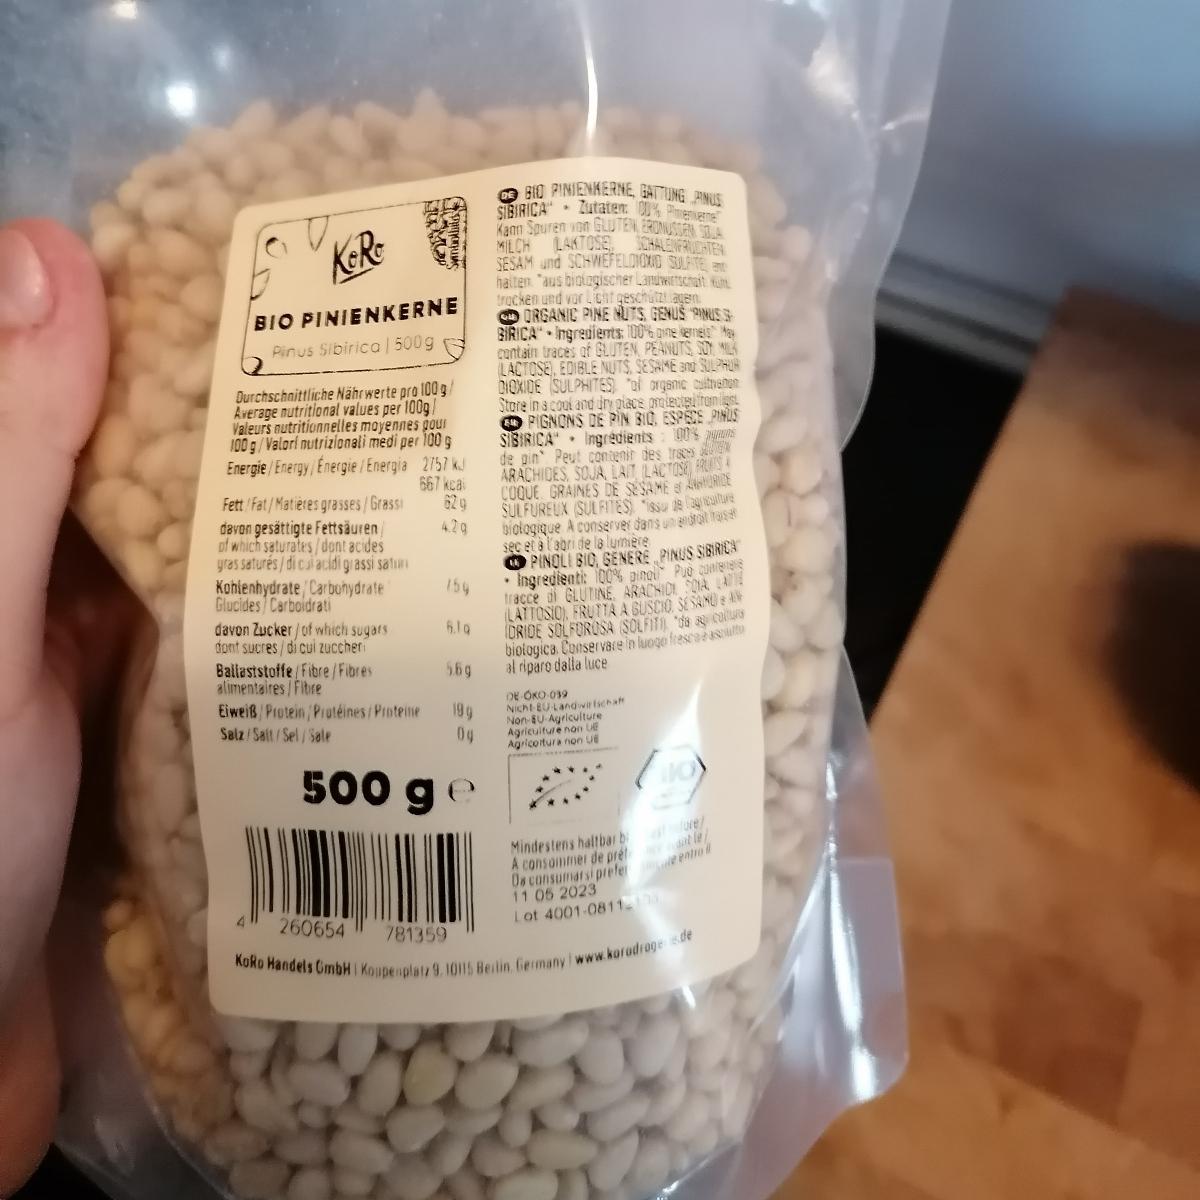 KoRo
BIO PINIENKERNE
Pinus Sibirica | 500g
Durchschnittliche Nährwerte pro 100 g /
Average nutritional values per 100g /
Valeurs nutritionnelles moyennes pour
100 g / Valori nutrizionali medi per 100 g
Energie / Energy / Énergie / Energia 2757 kJ
667 kcal
Fett / Fat / Matières grasses / Grassi 62 g
davon gesättigte Fettsäuren / 4.2 g
of which saturates / dont acides
gras saturés / di cui acidi grassi saturi
Kohlenhydrate / Carbohydrate
Glucides / Carboidrati
davon Zucker / of which sugars 6.1 g
dont sucres / di cui zuccheri
Ballaststoffe / Fibre / Fibres 5.6 g
alimentaires / Fibre
Eiweiß / Protein / Protéines / Proteine 19 g
Salz / Salt / Sel / Sale 0 g
500 g e
4 260654 781359
DE BIO PINIENKERNE, GATTUNG „PINUS
SIBIRICA" • Zutaten: 100% Pinienkerne*
Kann Spuren von GLUTEN, ERDNÜSSEN, SOJA,
MILCH (LAKTOSE), SCHALENFRÜCHTEN,
SESAM und SCHWEFELDIOXID SULFITE, ent-
halten. *aus biologischer Landwirtschaft. Kühl,
trocken und vor Licht geschützt lagern.
ORGANIC PINE NUTS, GENUS "PINUS S-
BIRICA" • Ingredients: 100% pine kernels* May
contain traces of GLUTEN, PEANUTS, SOY, MILK
(LACTOSE), EDIBLE NUTS, SESAME and SULPHUR
DIOXIDE (SULPHITES). *of organic cultivation
Store in a cool and dry place, protected from light.
PIGNONS DE PIN BIO, ESPÈCE „PINUS
SIBIRICA" • Ingrédients : 100% pignons
de pin* Peut contenir des traces GLUTEN
ARACHIDES, SOJA, LAIT (LACTOSE), FRUITS À
COQUE, GRAINES DE SÉSAME et ANHYDRIDE
SULFUREUX (SULFITES). *issu de l'agriculture
biologique. A conserver dans un endroit frais et
sec et à l'abri de la lumière.
PINOLI BIO, GENERE „PINUS SIBIRICA"
• Ingredienti: 100% pinoli* Può contenere
tracce di GLUTINE, ARACHIDI, SOIA, LATTE
(LATTOSIO), FRUTTA A GUSCIO, SESAMO e AN-
IDRIDE SOLFOROSA (SOLFITI). *da agricoltura
biologica. Conservare in luogo fresco e asciutto
al riparo dalla luce
DE-ÖKO-039
Nicht-EU-Landwirtschaft
Non-EU-Agriculture
Agriculture non UE
Agricoltura non UE
BIO
Mindestens haltbar
A consommer de
Da consumarsi
11 05 2023
Lot 4001-0811
KoRo Handels GmbH | Koppenplatz 9, 10115 Berlin, Germany | www.korodrogerie.de